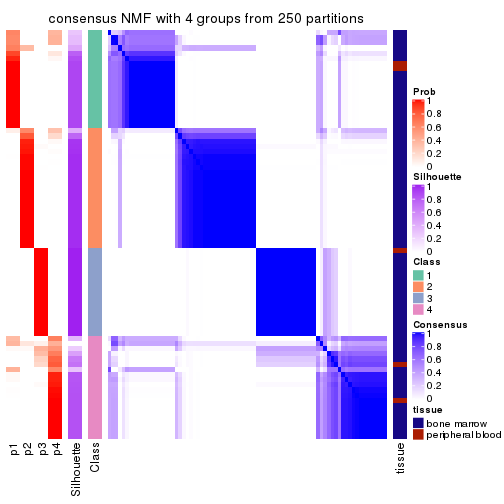 consensus NMF with 4 groups from 250 partitions
Prob
1
0.8
0.6
0.4
0.2
0
Silhouette
1
0.8
0.6
0.4
0.2
0
Class
1
2
3
4
Consensus
1
0.8
0.6
0.4
0.2
0
tissue
bone marrow
peripheral blood
p1
p2
p3
p4
Silhouette
Class
tissue